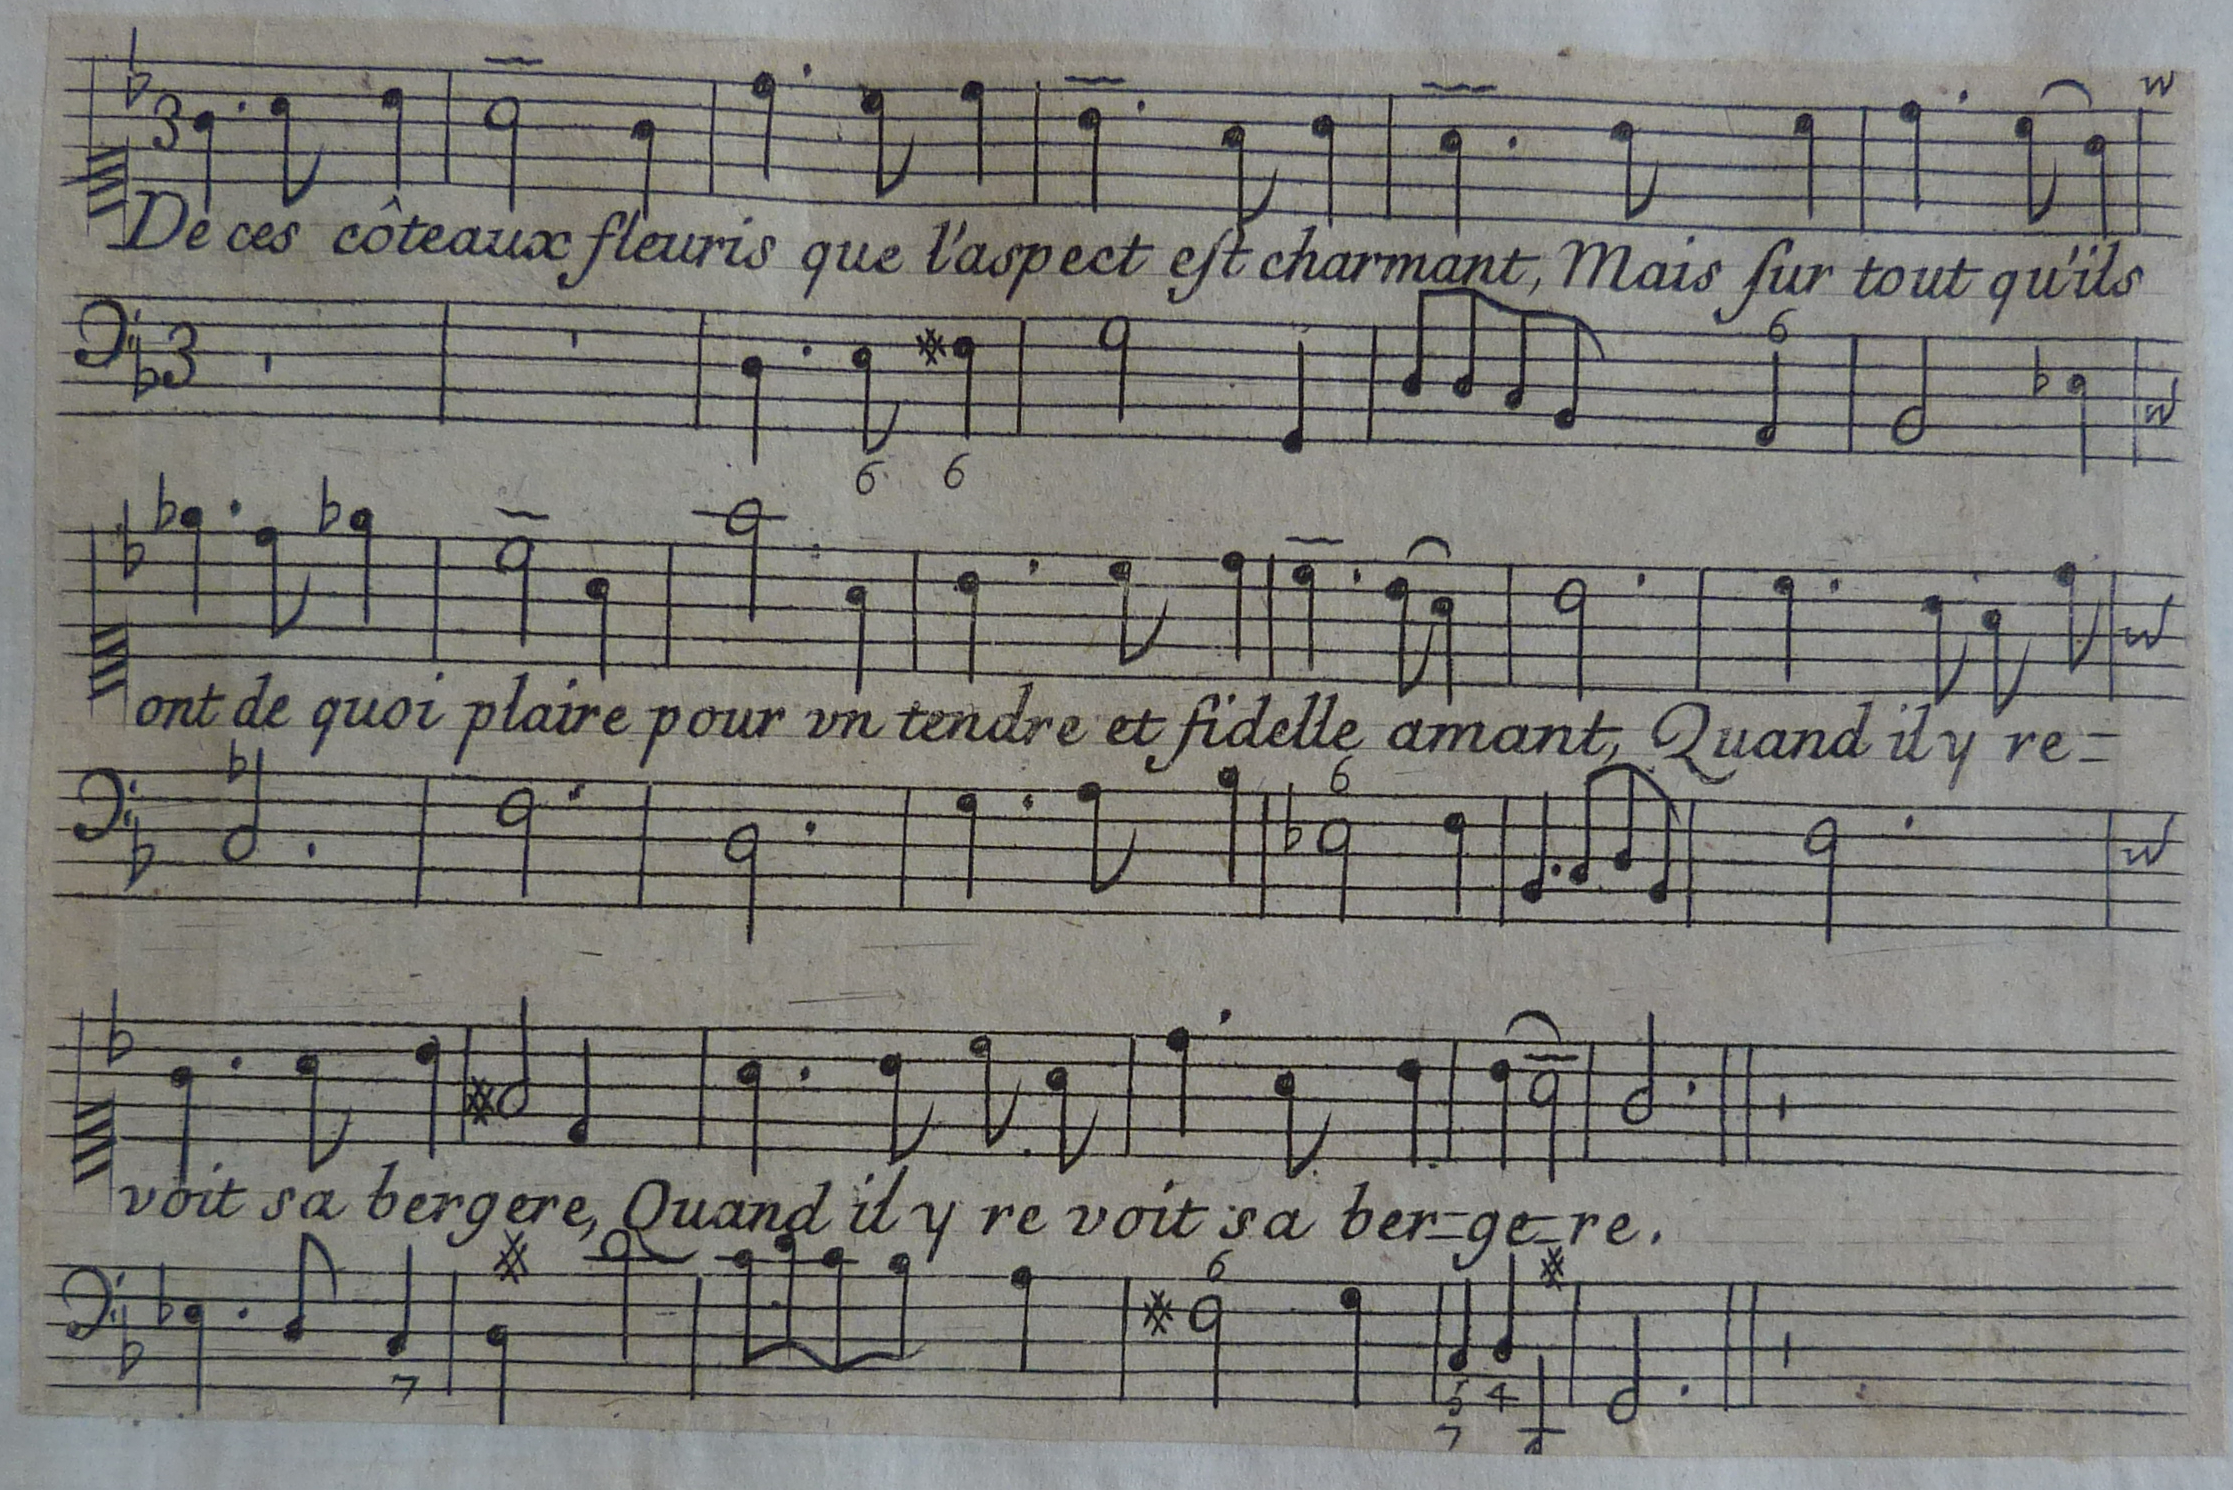 3
De ces côteaux fleuris que l'aspect eſt charmant, Mais ſur tout qu'ils
3 6
6 6
ont de quoi plaire pour vn tendre et fidelle amant, Quand il y re=
6
voit sa bergere, Quand il y re voit sa ber=ge=re.
6
7 5 4
7